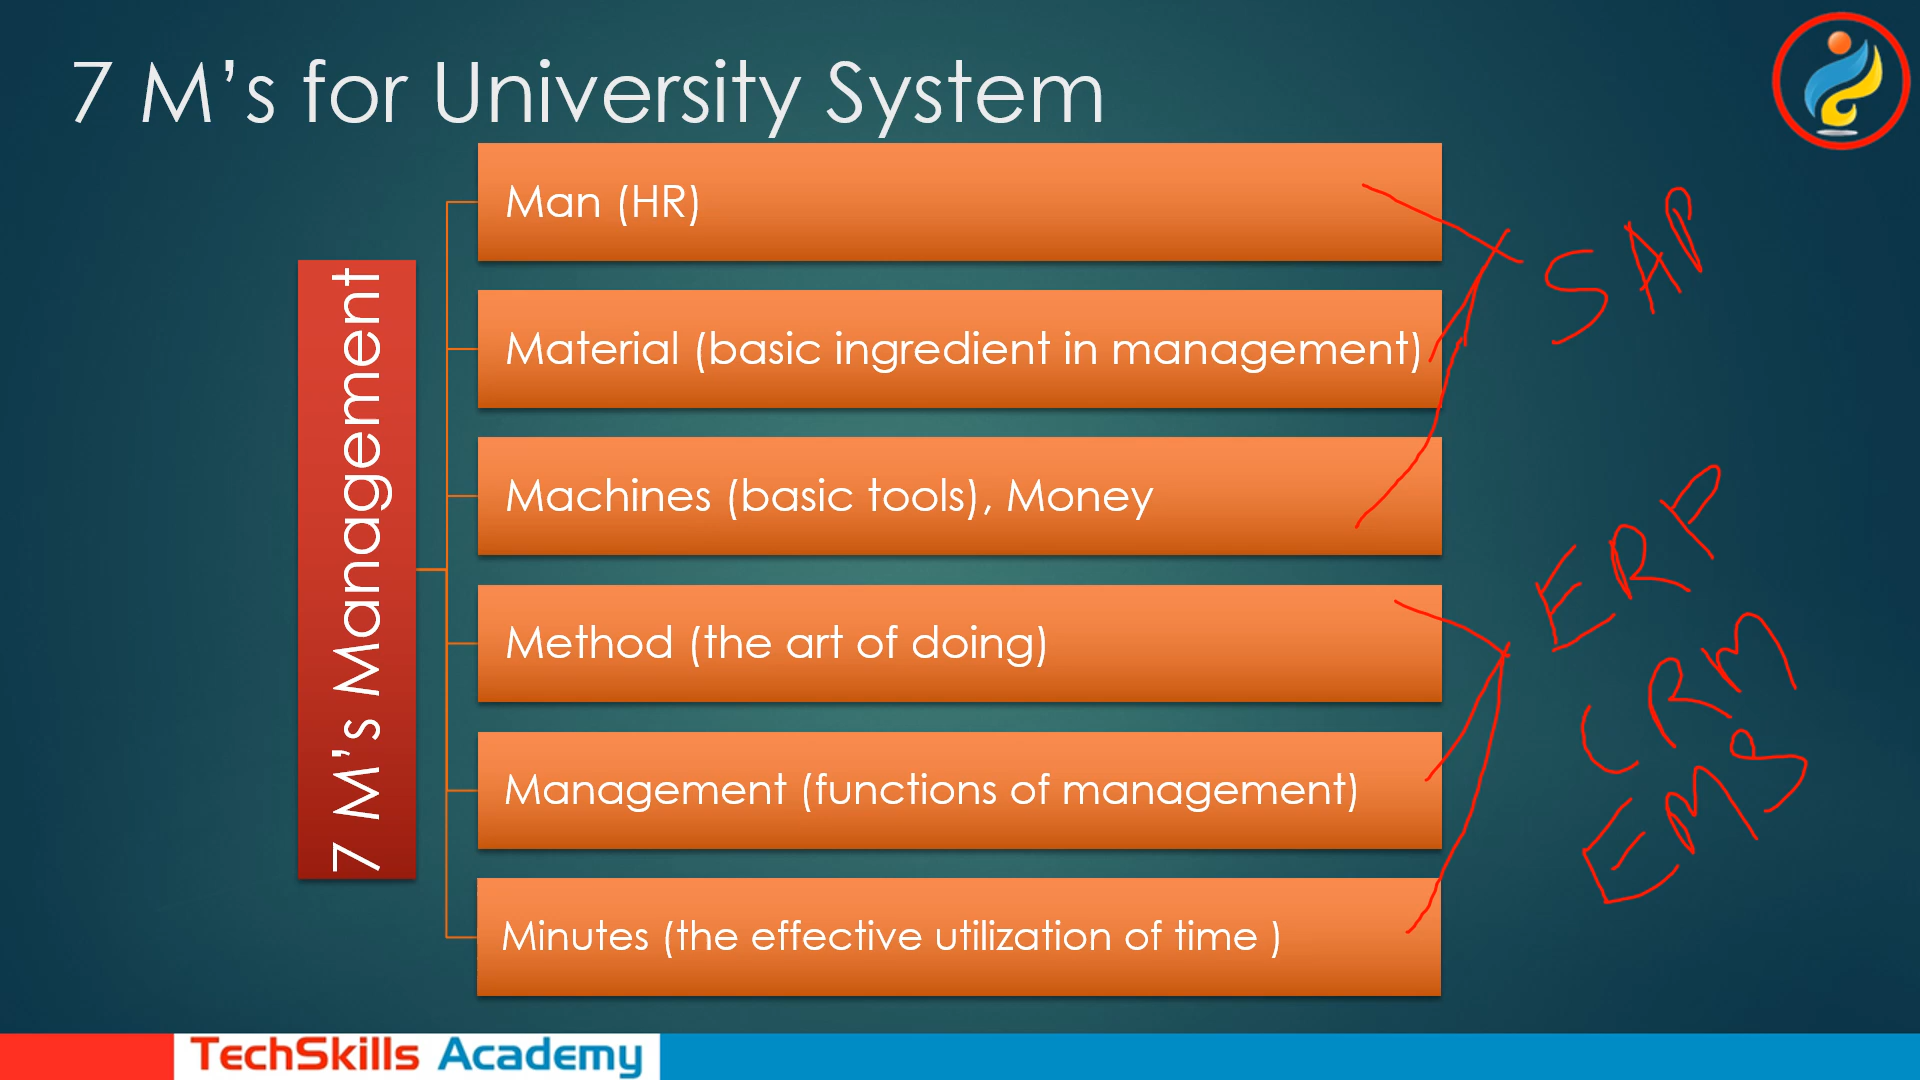 7 M’s for University System
7 M’s Management
Man (HR)
Material (basic ingredient in management)
Machines (basic tools), Money
Method (the art of doing)
Management (functions of management)
Minutes (the effective utilization of time )
SAP
ERP
CRM
EMS
TechSkills Academy